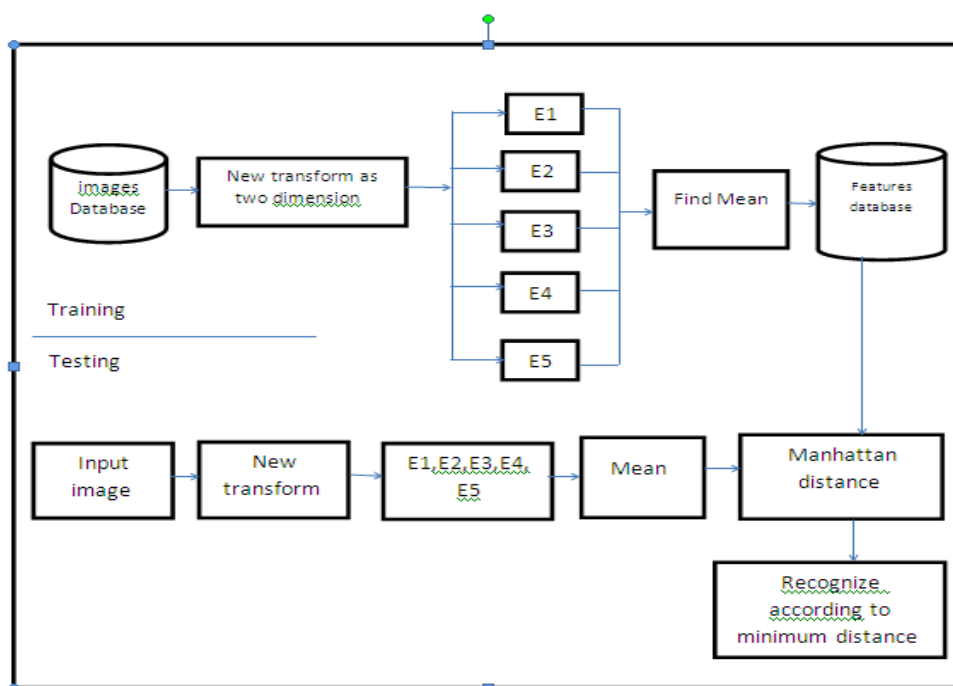 images
Database
New transform as
two dimension
E1
E2
E3
E4
E5
Find Mean
Features
database
Training
Testing
Input
image
New
transform
E1,E2,E3,E4,
E5
Mean
Manhattan
distance
Recognize
according to
minimum distance